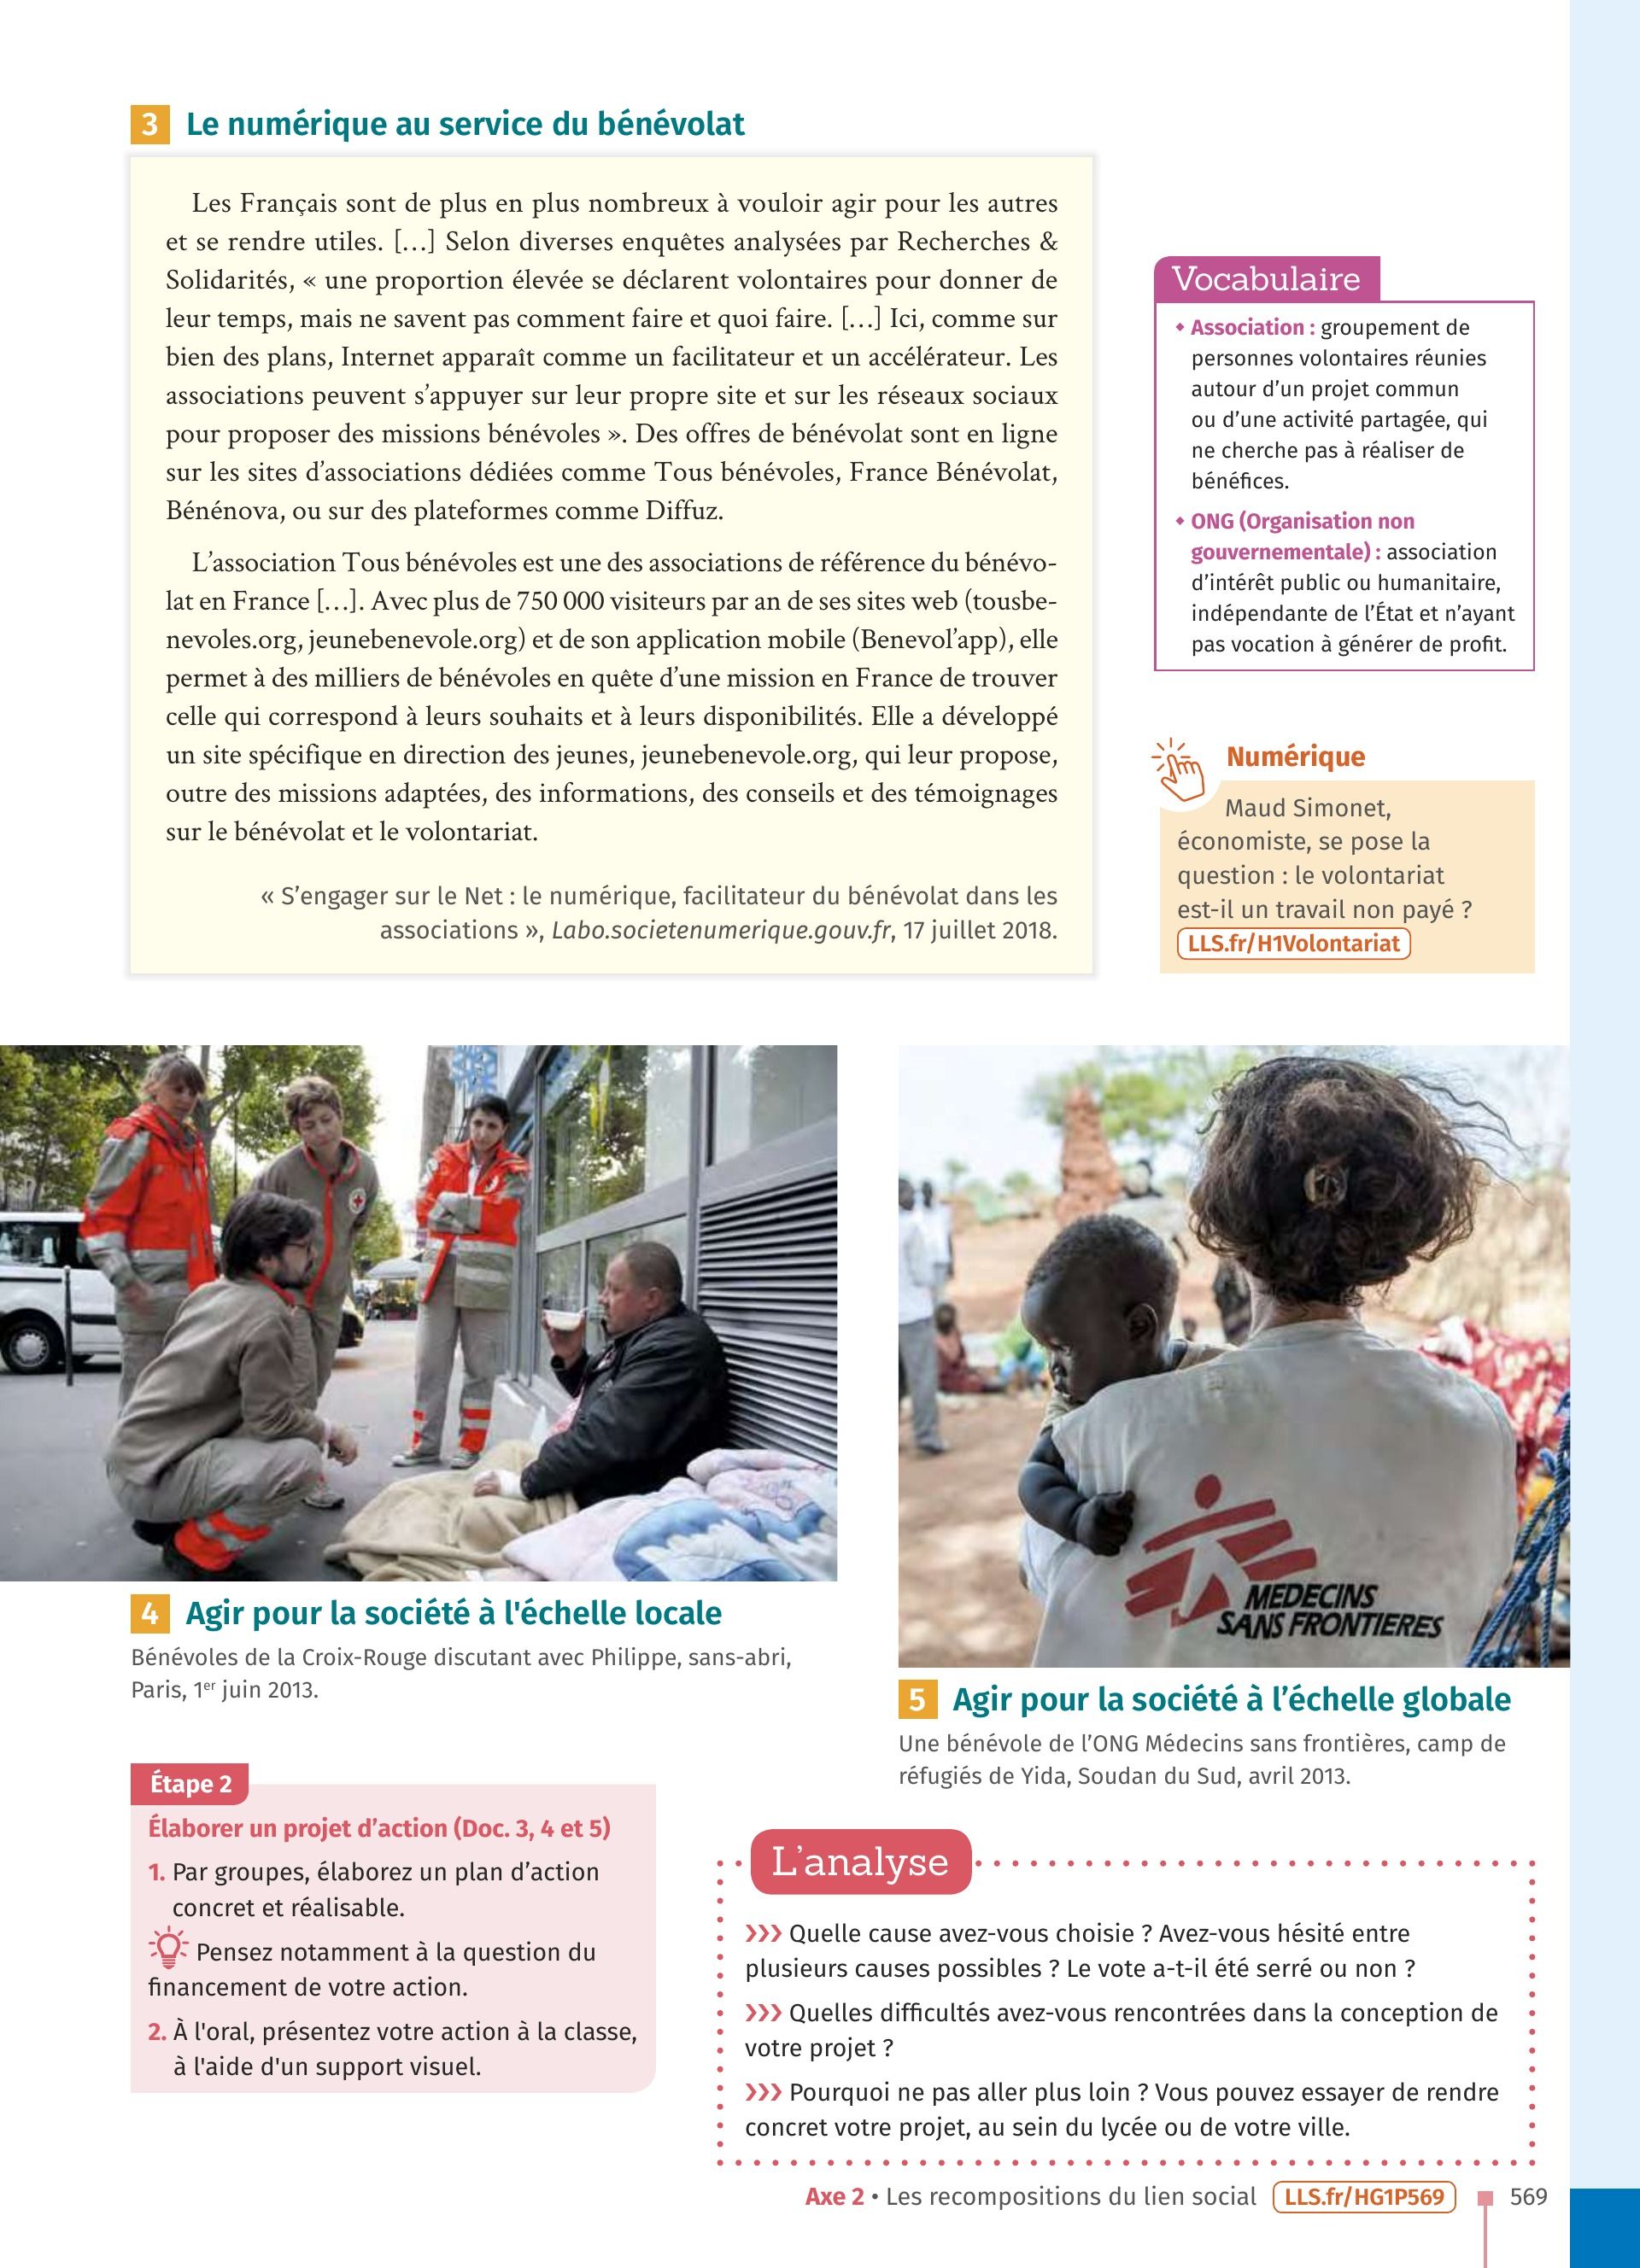 3 Le numérique au service du bénévolat
Les Français sont de plus en plus nombreux à vouloir agir pour les autres
et se rendre utiles. […] Selon diverses enquêtes analysées par Recherches &
Solidarités, « une proportion élevée se déclarent volontaires pour donner de
leur temps, mais ne savent pas comment faire et quoi faire. […] Ici, comme sur
bien des plans, Internet apparaît comme un facilitateur et un accélérateur. Les
associations peuvent s’appuyer sur leur propre site et sur les réseaux sociaux
pour proposer des missions bénévoles ». Des offres de bénévolat sont en ligne
sur les sites d’associations dédiées comme Tous bénévoles, France Bénévolat,
Bénénova, ou sur des plateformes comme Diffuz.
L’association Tous bénévoles est une des associations de référence du bénévo-
lat en France […]. Avec plus de 750 000 visiteurs par an de ses sites web (tousbe-
nevoles.org, jeunebenevole.org) et de son application mobile (Benevol’app), elle
permet à des milliers de bénévoles en quête d’une mission en France de trouver
celle qui correspond à leurs souhaits et à leurs disponibilités. Elle a développé
un site spécifique en direction des jeunes, jeunebenevole.org, qui leur propose,
outre des missions adaptées, des informations, des conseils et des témoignages
sur le bénévolat et le volontariat.
« S’engager sur le Net : le numérique, facilitateur du bénévolat dans les
associations », Labo.societenumerique.gouv.fr, 17 juillet 2018.
Vocabulaire
• Association : groupement de
personnes volontaires réunies
autour d’un projet commun
ou d’une activité partagée, qui
ne cherche pas à réaliser de
bénéfices.
• ONG (Organisation non
gouvernementale) : association
d’intérêt public ou humanitaire,
indépendante de l’État et n’ayant
pas vocation à générer de profit.
Numérique
Maud Simonet,
économiste, se pose la
question : le volontariat
est-il un travail non payé ?
LLS.fr/H1Volontariat
MEDECINS
SANS FRONTIERES
4 Agir pour la société à l'échelle locale
Bénévoles de la Croix-Rouge discutant avec Philippe, sans-abri,
Paris, 1er juin 2013.
5 Agir pour la société à l’échelle globale
Une bénévole de l’ONG Médecins sans frontières, camp de
réfugiés de Yida, Soudan du Sud, avril 2013.
Étape 2
Élaborer un projet d’action (Doc. 3, 4 et 5)
1. Par groupes, élaborez un plan d’action
concret et réalisable.
Pensez notamment à la question du
financement de votre action.
2. À l'oral, présentez votre action à la classe,
à l'aide d'un support visuel.
L’analyse
››› Quelle cause avez-vous choisie ? Avez-vous hésité entre
plusieurs causes possibles ? Le vote a-t-il été serré ou non ?
››› Quelles difficultés avez-vous rencontrées dans la conception de
votre projet ?
››› Pourquoi ne pas aller plus loin ? Vous pouvez essayer de rendre
concret votre projet, au sein du lycée ou de votre ville.
Axe 2 • Les recompositions du lien social LLS.fr/HG1P569 569